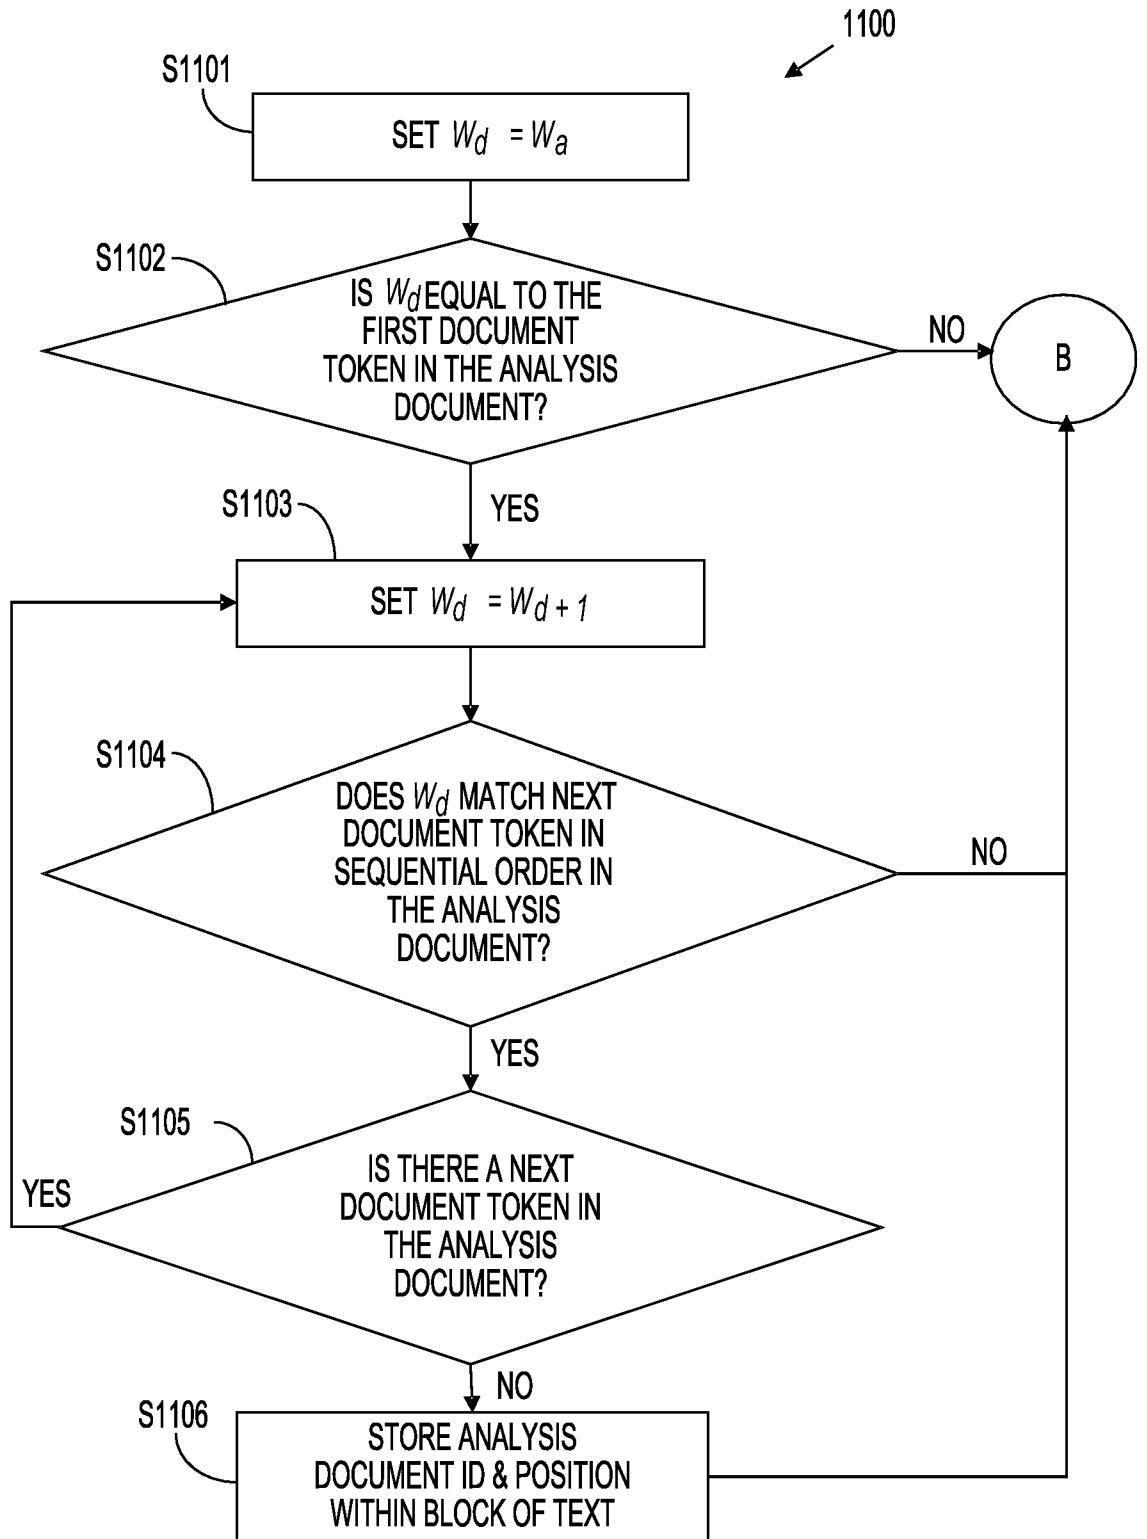 1100
S1101
SET Wd = Wa
S1102
IS Wd EQUAL TO THE
FIRST DOCUMENT
TOKEN IN THE ANALYSIS
DOCUMENT?
NO
B
YES
S1103
SET Wd = Wd + 1
S1104
DOES Wd MATCH NEXT
DOCUMENT TOKEN IN
SEQUENTIAL ORDER IN
THE ANALYSIS
DOCUMENT?
NO
YES
S1105
IS THERE A NEXT
DOCUMENT TOKEN IN
THE ANALYSIS
DOCUMENT?
YES
NO
S1106
STORE ANALYSIS
DOCUMENT ID & POSITION
WITHIN BLOCK OF TEXT